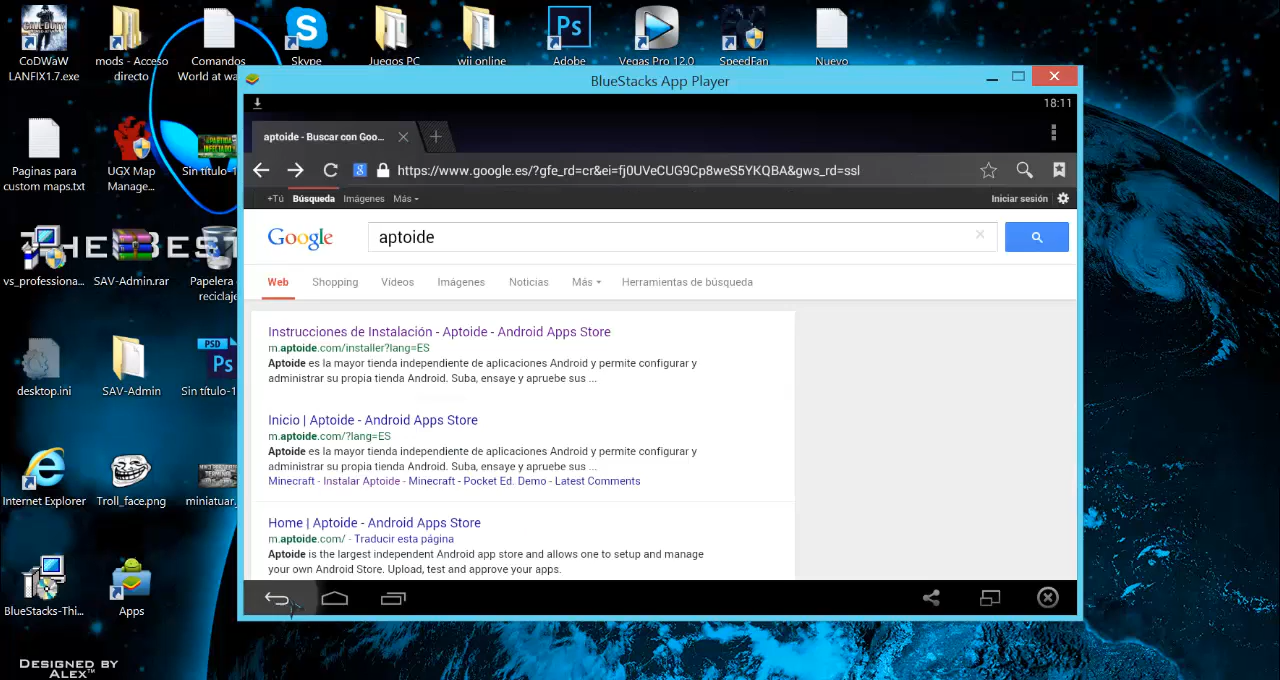 CoDWaW
LANFIX1.7.exe
mods - Acceso
directo
Comandos
World at wa
Skype
Juegos PC
wii online
Adobe
Vegas Pro 12.0
SpeedFan
Nuevo
BlueStacks App Player
18:11
aptoide - Buscar con Goo...
https://www.google.es/?gfe_rd=cr&ei=fj0UVeCUG9Cp8weS5YKQBA&gws_rd=ssl
+Tú Búsqueda Imágenes Más
Iniciar sesión
Google
aptoide
Web Shopping Vídeos Imágenes Noticias Más Herramientas de búsqueda
Instrucciones de Instalación - Aptoide - Android Apps Store
m.aptoide.com/installer?lang=ES
Aptoide es la mayor tienda independiente de aplicaciones Android y permite configurar y
administrar su propia tienda Android. Suba, ensaye y apruebe sus ...
Inicio | Aptoide - Android Apps Store
m.aptoide.com/?lang=ES
Aptoide es la mayor tienda independiente de aplicaciones Android y permite configurar y
administrar su propia tienda Android. Suba, ensaye y apruebe sus ...
Minecraft - Instalar Aptoide - Minecraft - Pocket Ed. Demo - Latest Comments
Home | Aptoide - Android Apps Store
m.aptoide.com/ - Traducir esta página
Aptoide is the largest independent Android app store and allows one to setup and manage
your own Android Store. Upload, test and approve your apps.
Paginas para
custom maps.txt
UGX Map
Manage...
Sin título-1
THE BEST
vs_professiona...
SAV-Admin.rar
Papelera
reciclaje
desktop.ini
SAV-Admin
PSD
Ps
Sin título-1
Internet Explorer
Troll_face.png
miniatuar.
BlueStacks-Thi...
Apps
Ps
DESIGNED BY
ALEX™